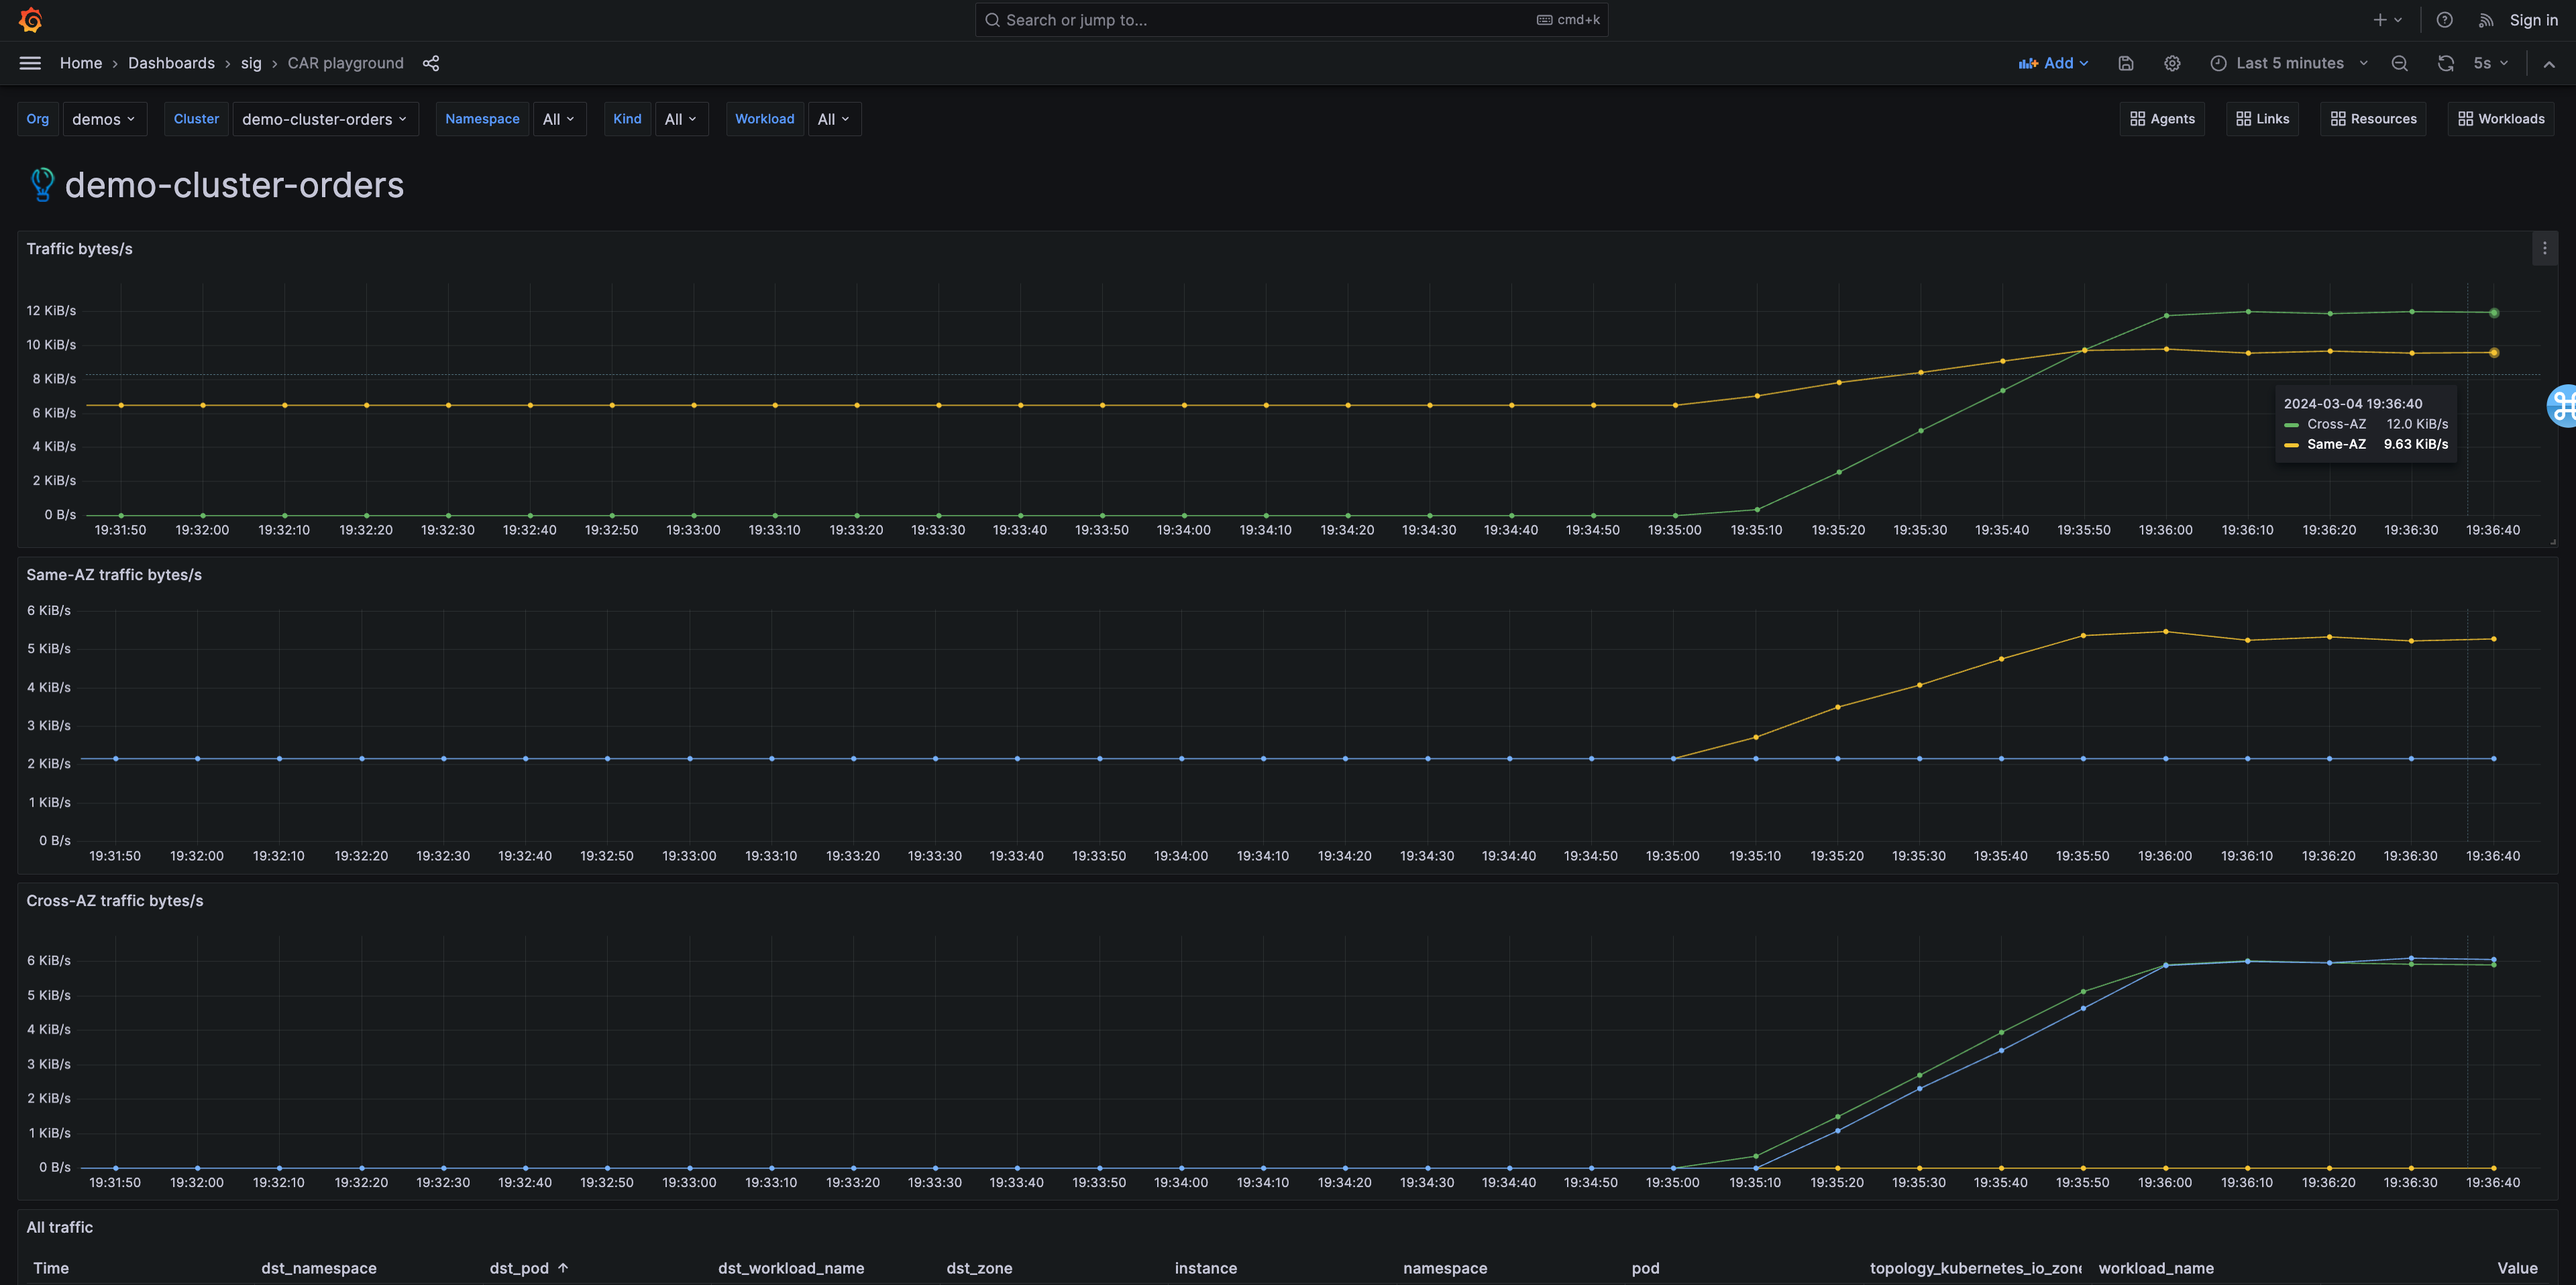 Search or jump to... cmd+k Sign in
Home › Dashboards › sig › CAR playground Add Last 5 minutes 5s
Org demos Cluster demo-cluster-orders Namespace All Kind All Workload All Agents Links Resources Workloads
demo-cluster-orders
Traffic bytes/s
12 KiB/s
10 KiB/s
8 KiB/s
6 KiB/s
4 KiB/s
2 KiB/s
0 B/s
2024-03-04 19:36:40
Cross-AZ 12.0 KiB/s
Same-AZ 9.63 KiB/s
19:31:50 19:32:00 19:32:10 19:32:20 19:32:30 19:32:40 19:32:50 19:33:00 19:33:10 19:33:20 19:33:30 19:33:40 19:33:50 19:34:00 19:34:10 19:34:20 19:34:30 19:34:40 19:34:50 19:35:00 19:35:10 19:35:20 19:35:30 19:35:40 19:35:50 19:36:00 19:36:10 19:36:20 19:36:30 19:36:40
Same-AZ traffic bytes/s
6 KiB/s
5 KiB/s
4 KiB/s
3 KiB/s
2 KiB/s
1 KiB/s
0 B/s
19:31:50 19:32:00 19:32:10 19:32:20 19:32:30 19:32:40 19:32:50 19:33:00 19:33:10 19:33:20 19:33:30 19:33:40 19:33:50 19:34:00 19:34:10 19:34:20 19:34:30 19:34:40 19:34:50 19:35:00 19:35:10 19:35:20 19:35:30 19:35:40 19:35:50 19:36:00 19:36:10 19:36:20 19:36:30 19:36:40
Cross-AZ traffic bytes/s
6 KiB/s
5 KiB/s
4 KiB/s
3 KiB/s
2 KiB/s
1 KiB/s
0 B/s
19:31:50 19:32:00 19:32:10 19:32:20 19:32:30 19:32:40 19:32:50 19:33:00 19:33:10 19:33:20 19:33:30 19:33:40 19:33:50 19:34:00 19:34:10 19:34:20 19:34:30 19:34:40 19:34:50 19:35:00 19:35:10 19:35:20 19:35:30 19:35:40 19:35:50 19:36:00 19:36:10 19:36:20 19:36:30 19:36:40
All traffic
Time dst_namespace dst_pod ↑ dst_workload_name dst_zone instance namespace pod topology_kubernetes_io_zone workload_name Value